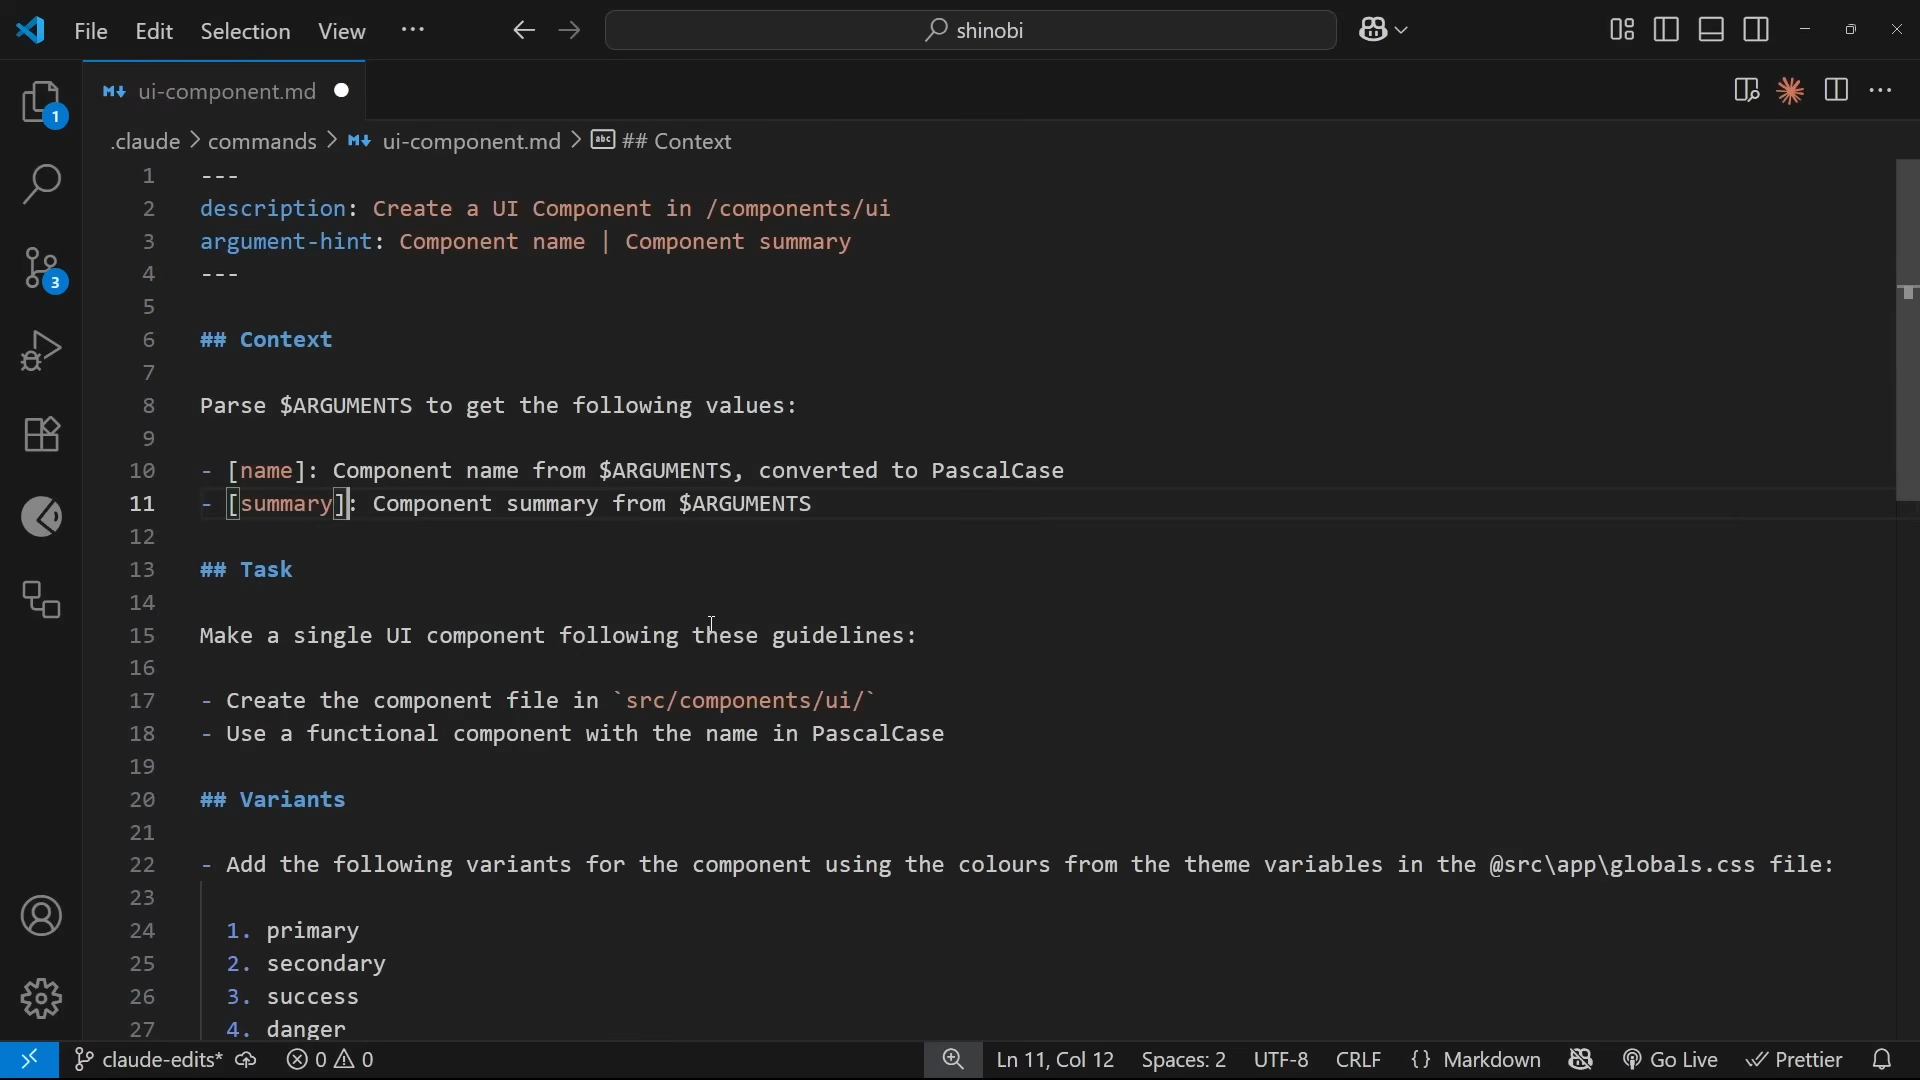 File Edit Selection View ··· shinobi
ui-component.md
.claude > commands > ui-component.md > ## Context
1 ---
2 description: Create a UI Component in /components/ui
3 argument-hint: Component name | Component summary
4 ---
5
6 ## Context
7
8 Parse $ARGUMENTS to get the following values:
9
10 - [name]: Component name from $ARGUMENTS, converted to PascalCase
11 - [summary]: Component summary from $ARGUMENTS
12
13 ## Task
14
15 Make a single UI component following these guidelines:
16
17 - Create the component file in `src/components/ui/`
18 - Use a functional component with the name in PascalCase
19
20 ## Variants
21
22 - Add the following variants for the component using the colours from the theme variables in the @src\app\globals.css file:
23
24 1. primary
25 2. secondary
26 3. success
27 4. danger
1
3
claude-edits* 0 0 Ln 11, Col 12 Spaces: 2 UTF-8 CRLF {} Markdown Go Live Prettier